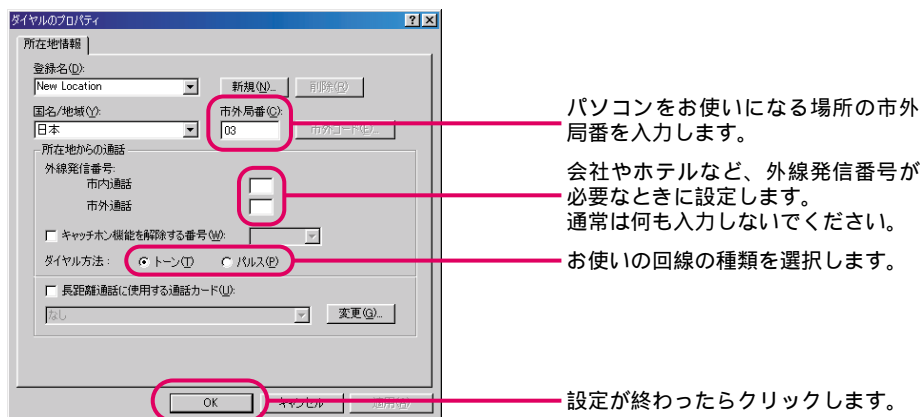 ダイヤルのプロパティ
所在地情報
登録名(D):
New Location
新規(N)...
削除(R)
国名/地域(Y):
市外局番(C):
日本
03
市外コード(E)...
所在地からの通話
外線発信番号:
市内通話
市外通話
キャッチホン機能を解除する番号(W):
ダイヤル方法:
トーン(T)
パルス(P)
長距離通話に使用する通話カード(U):
なし
変更(G)...
OK
キャンセル
適用(A)
パソコンをお使いになる場所の市外
局番を入力します。
会社やホテルなど、外線発信番号が
必要なときに設定します。
通常は何も入力しないでください。
お使いの回線の種類を選択します。
設定が終わったらクリックします。